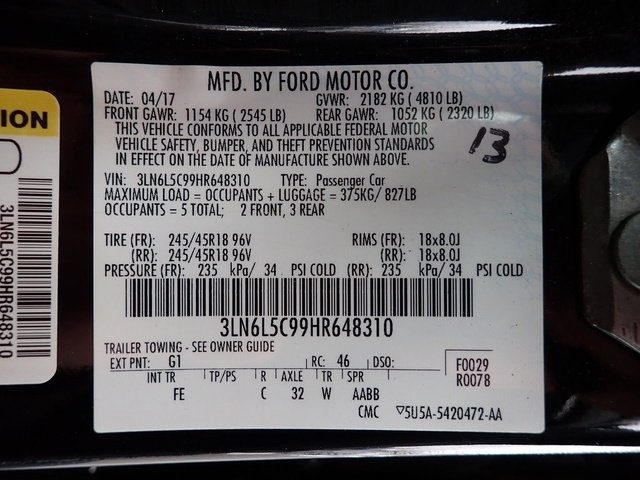 MFD. BY FORD MOTOR CO.
DATE: 04/17 GVWR: 2182 KG ( 4810 LB)
FRONT GAWR: 1154 KG ( 2545 LB) REAR GAWR: 1052 KG ( 2320 LB)
THIS VEHICLE CONFORMS TO ALL APPLICABLE FEDERAL MOTOR
VEHICLE SAFETY, BUMPER, AND THEFT PREVENTION STANDARDS
IN EFFECT ON THE DATE OF MANUFACTURE SHOWN ABOVE.
13
VIN: 3LN6L5C99HR648310 TYPE: Passenger Car
MAXIMUM LOAD = OCCUPANTS + LUGGAGE = 375KG/ 827LB
OCCUPANTS = 5 TOTAL; 2 FRONT, 3 REAR
TIRE (FR): 245/45R18 96V RIMS (FR): 18x8.0J
(RR): 245/45R18 96V (RR): 18x8.0J
PRESSURE (FR): 235 kPa/ 34 PSI COLD (RR): 235 kPa/ 34 PSI COLD
3LN6L5C99HR648310
TRAILER TOWING - SEE OWNER GUIDE
EXT PNT: G1 RC: 46 DSO:
F0029
R0078
INT TR TP/PS R AXLE TR SPR
FE C 32 W AABB
CMC ▽5U5A-5420472-AA
ION
3LN6L5C99HR648310